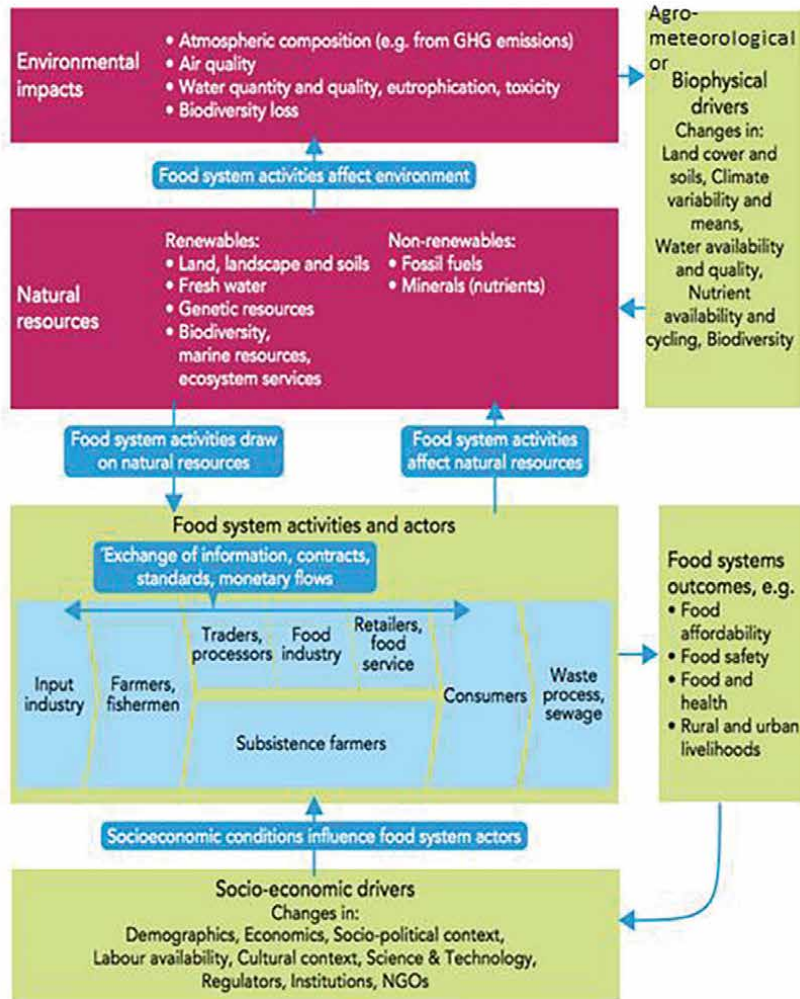 Environmental
impacts
• Atmospheric composition (e.g. from GHG emissions)
• Air quality
• Water quantity and quality, eutrophication, toxicity
• Biodiversity loss
Agro-
meteorological
or
Biophysical
drivers
Changes in:
Land cover and
soils, Climate
variability and
means,
Water availability
and quality,
Nutrient
availability and
cycling, Biodiversity
Food system activities affect environment
Natural
resources
Renewables:
• Land, landscape and soils
• Fresh water
• Genetic resources
• Biodiversity,
marine resources,
ecosystem services
Non-renewables:
• Fossil fuels
• Minerals (nutrients)
Food system activities draw
on natural resources
Food system activities
affect natural resources
Food system activities and actors
'Exchange of information, contracts,
standards, monetary flows
Input
industry
Farmers,
fishermen
Traders,
processors
Food
industry
Retailers,
food
service
Subsistence farmers
Consumers
Waste
process,
sewage
Food systems
outcomes, e.g.
• Food
affordability
• Food safety
• Food and
health
• Rural and urban
livelihoods
Socioeconomic conditions influence food system actors
Socio-economic drivers
Changes in:
Demographics, Economics, Socio-political context,
Labour availability, Cultural context, Science & Technology,
Regulators, Institutions, NGOs